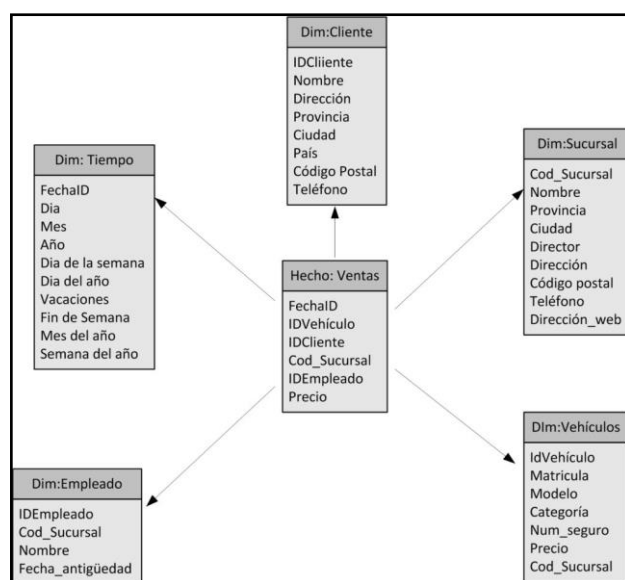 Dim:Cliente
IDCliiente
Nombre
Dirección
Provincia
Ciudad
País
Código Postal
Teléfono
Dim: Tiempo
FechaID
Dia
Mes
Año
Dia de la semana
Dia del año
Vacaciones
Fin de Semana
Mes del año
Semana del año
Dim:Sucursal
Cod_Sucursal
Nombre
Provincia
Ciudad
Director
Dirección
Código postal
Teléfono
Dirección_web
Hecho: Ventas
FechaID
IDVehículo
IDCliente
Cod_Sucursal
IDEmpleado
Precio
Dim:Empleado
IDEmpleado
Cod_Sucursal
Nombre
Fecha_antigüedad
DIm:Vehículos
IdVehículo
Matricula
Modelo
Categoría
Num_seguro
Precio
Cod_Sucursal